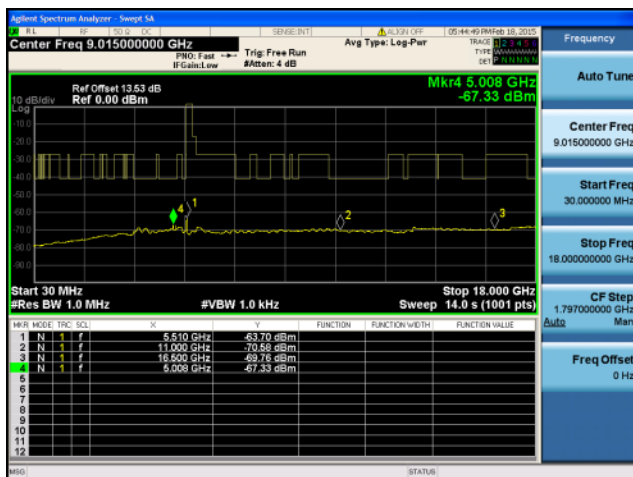 Agilent Spectrum Analyzer - Swept SA
RL RF 50 Ω DC SENSE:INT ALIGN OFF 05:44:49 PM Feb 18, 2015
Center Freq 9.015000000 GHz
PNO: Fast
IFGain:Low
Trig: Free Run
#Atten: 4 dB
Avg Type: Log-Pwr
TRACE 1 2 3 4 5 6
TYPE
DET P N N N N N
Ref Offset 13.53 dB
Ref 0.00 dBm
Mkr4 5.008 GHz
-67.33 dBm
10 dB/div
Log
-10.0
-20.0
-30.0
-40.0
-50.0
-60.0
-70.0
-80.0
-90.0
4
1
2
3
Start 30 MHz
#Res BW 1.0 MHz
#VBW 1.0 kHz
Stop 18.000 GHz
Sweep 14.0 s (1001 pts)
MKR MODE TRC SCL X Y FUNCTION FUNCTION WIDTH FUNCTION VALUE
1 N 1 f 5.510 GHz -63.70 dBm
2 N 1 f 11.000 GHz -70.58 dBm
3 N 1 f 16.500 GHz -69.76 dBm
4 N 1 f 5.008 GHz -67.33 dBm
5
6
7
8
9
10
11
12
MSG STATUS
Frequency
Auto Tune
Center Freq
9.015000000 GHz
Start Freq
30.000000 MHz
Stop Freq
18.000000000 GHz
CF Step
1.797000000 GHz
Auto Man
Freq Offset
0 Hz